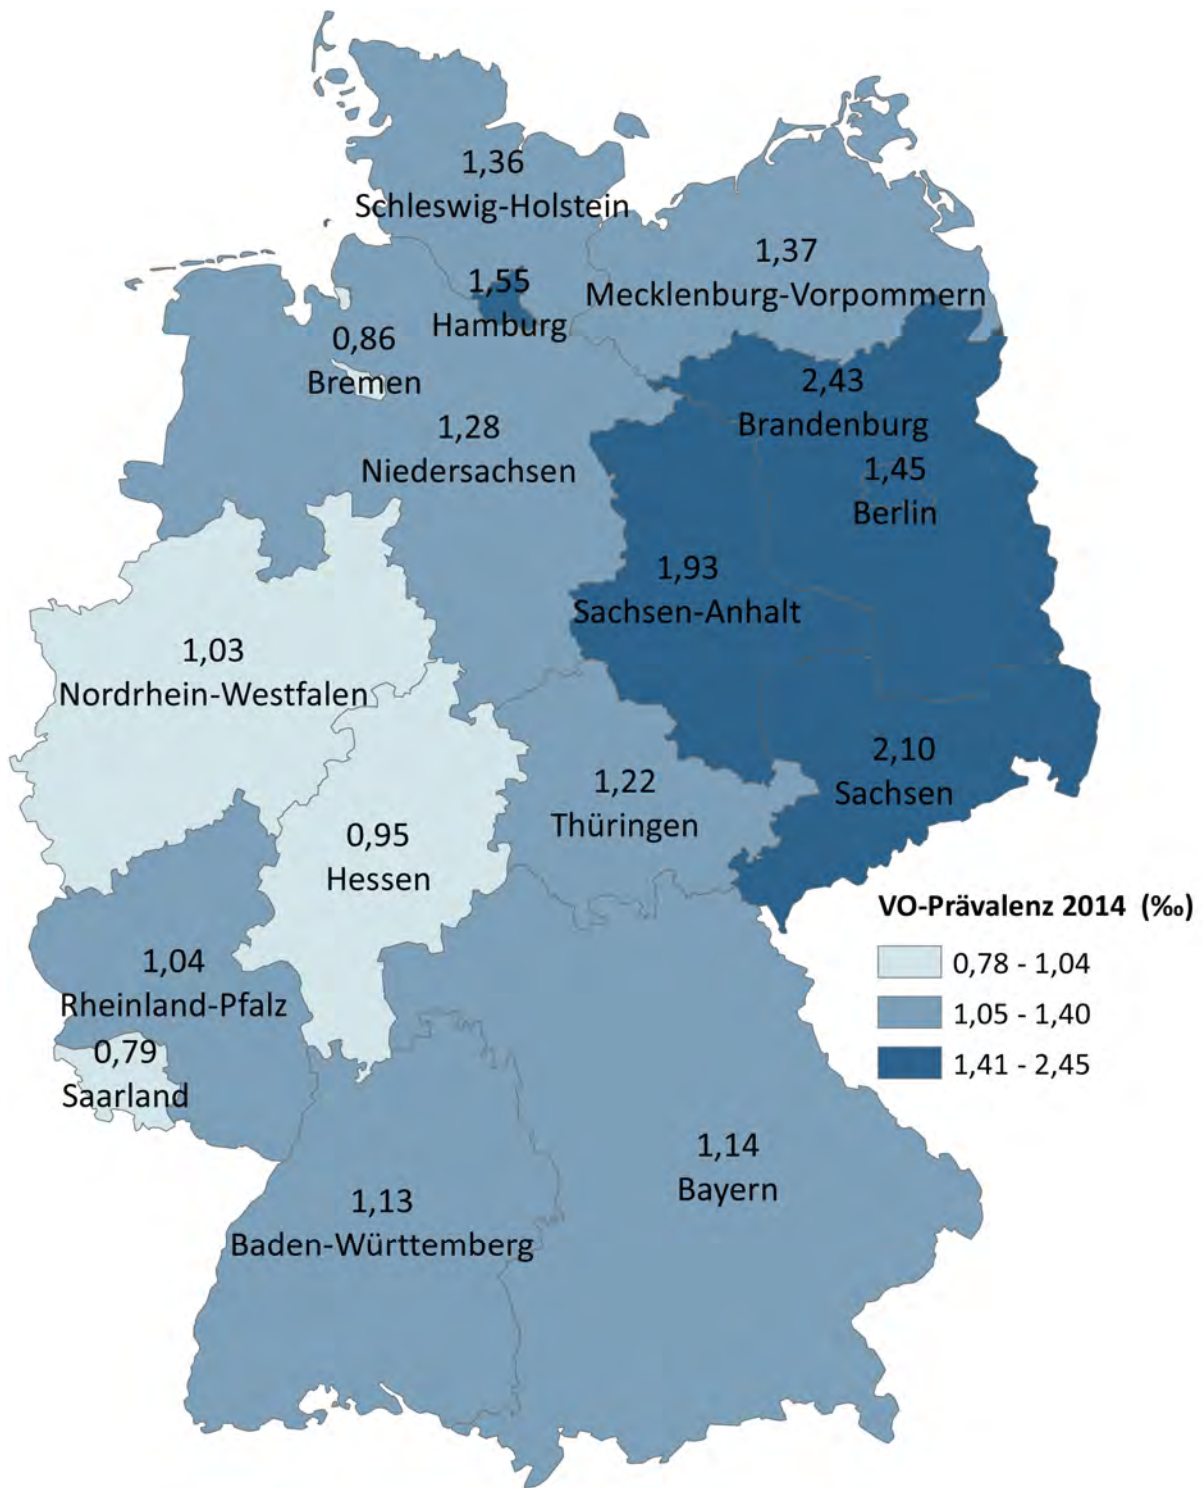 1,36
Schleswig-Holstein
1,37
Mecklenburg-Vorpommern
1,55
Hamburg
0,86
Bremen
2,43
Brandenburg
1,28
Niedersachsen
1,45
Berlin
1,93
Sachsen-Anhalt
1,03
Nordrhein-Westfalen
2,10
Sachsen
1,22
Thüringen
0,95
Hessen
VO-Prävalenz 2014 (‰)
0,78 - 1,04
1,05 - 1,40
1,41 - 2,45
1,04
Rheinland-Pfalz
0,79
Saarland
1,14
Bayern
1,13
Baden-Württemberg